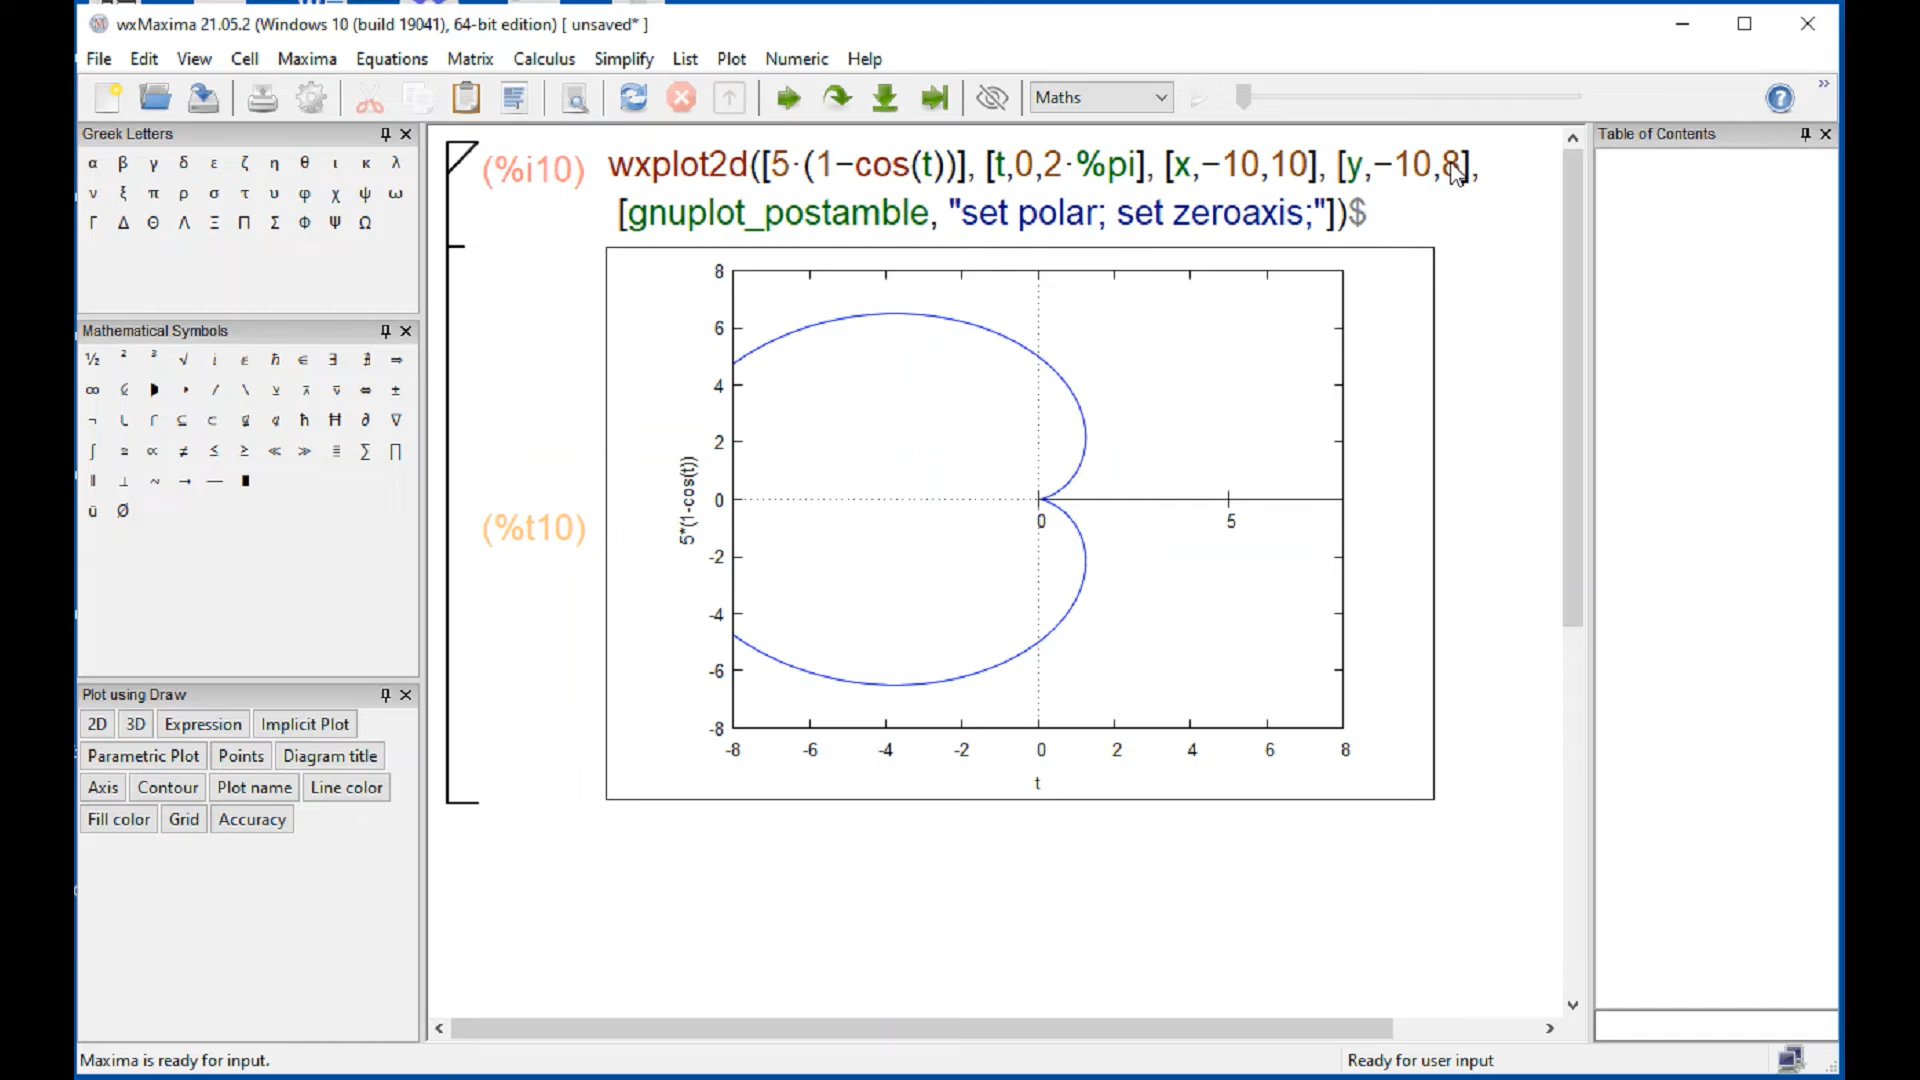 wxMaxima 21.05.2 (Windows 10 (build 19041), 64-bit edition) [ unsaved* ]
File Edit View Cell Maxima Equations Matrix Calculus Simplify List Plot Numeric Help
Maths
Greek Letters
α β γ δ ε ζ η θ ι κ λ
ν ξ π ρ σ τ υ φ χ ψ ω
Γ Δ Θ Λ Ξ Π Σ Φ Ψ Ω
Mathematical Symbols
½ ² ³ √ i ε ħ ∈ ∃ ∄ ⇒
∞ / \ ⇔ ±
¬ ⊆ ⊂ ħ Ħ ∂ ∇
∫ ≅ ∝ ≠ ≤ ≥ ≪ ≫ ≣ ∑ ∏
∥ ⊥ ~ → — ∎
ü Ø
Plot using Draw
2D 3D Expression Implicit Plot
Parametric Plot Points Diagram title
Axis Contour Plot name Line color
Fill color Grid Accuracy
(%i10) wxplot2d([5·(1−cos(t))], [t,0,2·%pi], [x,−10,10], [y,−10,8],
[gnuplot_postamble, "set polar; set zeroaxis;"])$
(%t10)
5*(1-cos(t))
8
6
4
2
0
-2
-4
-6
-8
0 5
-8 -6 -4 -2 0 2 4 6 8
t
Table of Contents
Maxima is ready for input.
Ready for user input